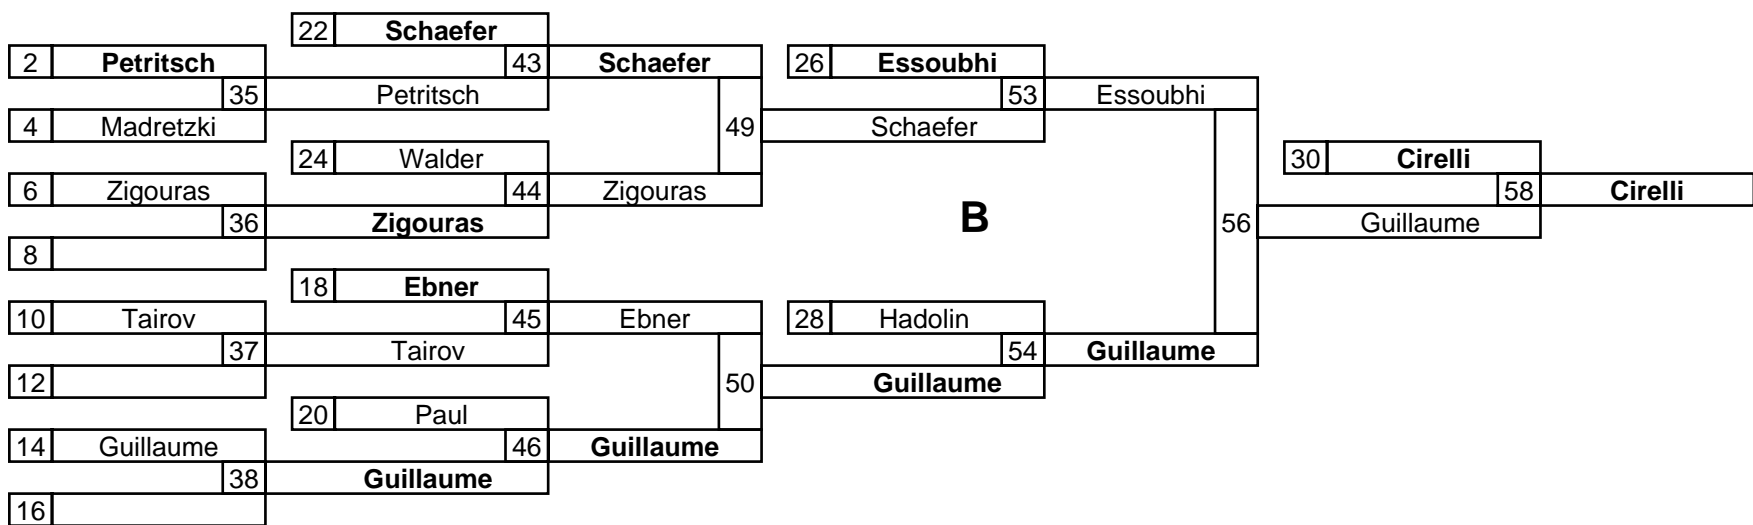 22 Schaefer
2 Petritsch 43 Schaefer 26 Essoubhi
35 Petritsch 53 Essoubhi
4 Madretzki 49 Schaefer
24 Walder 30 Cirelli
6 Zigouras 44 Zigouras 58 Cirelli
36 Zigouras B 56 Guillaume
8
18 Ebner
10 Tairov 45 Ebner 28 Hadolin
37 Tairov 54 Guillaume
12 50 Guillaume
20 Paul
14 Guillaume 46 Guillaume
38 Guillaume
16